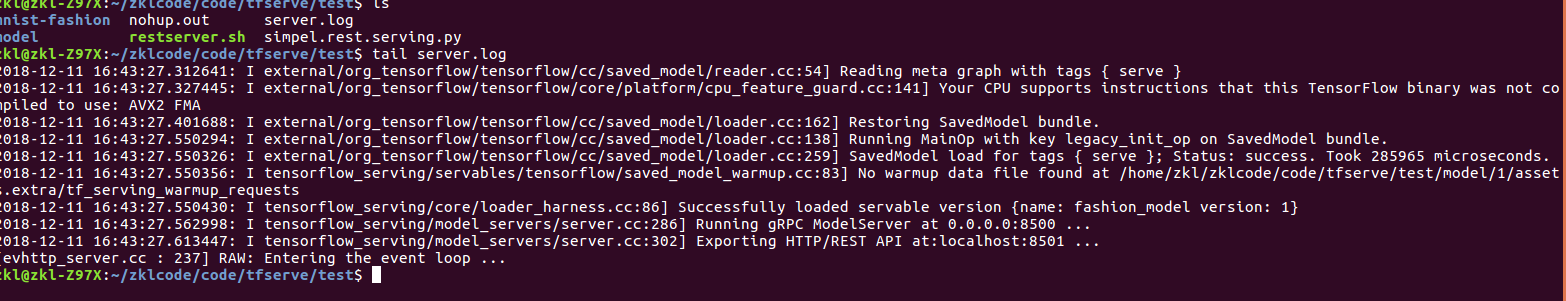 zkl@zkl-Z97X:~/zklcode/code/tfserve/test$ ls
nnist-fashion nohup.out server.log
model restserver.sh simpel.rest.serving.py
zkl@zkl-Z97X:~/zklcode/code/tfserve/test$ tail server.log
2018-12-11 16:43:27.312641: I external/org_tensorflow/tensorflow/cc/saved_model/reader.cc:54] Reading meta graph with tags { serve }
2018-12-11 16:43:27.327445: I external/org_tensorflow/tensorflow/core/platform/cpu_feature_guard.cc:141] Your CPU supports instructions that this TensorFlow binary was not co
mpiled to use: AVX2 FMA
2018-12-11 16:43:27.401688: I external/org_tensorflow/tensorflow/cc/saved_model/loader.cc:162] Restoring SavedModel bundle.
2018-12-11 16:43:27.550294: I external/org_tensorflow/tensorflow/cc/saved_model/loader.cc:138] Running MainOp with key legacy_init_op on SavedModel bundle.
2018-12-11 16:43:27.550326: I external/org_tensorflow/tensorflow/cc/saved_model/loader.cc:259] SavedModel load for tags { serve }; Status: success. Took 285965 microseconds.
2018-12-11 16:43:27.550356: I tensorflow_serving/servables/tensorflow/saved_model_warmup.cc:83] No warmup data file found at /home/zkl/zklcode/code/tfserve/test/model/1/asset
s.extra/tf_serving_warmup_requests
2018-12-11 16:43:27.550430: I tensorflow_serving/core/loader_harness.cc:86] Successfully loaded servable version {name: fashion_model version: 1}
2018-12-11 16:43:27.562998: I tensorflow_serving/model_servers/server.cc:286] Running gRPC ModelServer at 0.0.0.0:8500 ...
2018-12-11 16:43:27.613447: I tensorflow_serving/model_servers/server.cc:302] Exporting HTTP/REST API at:localhost:8501 ...
[evhttp_server.cc : 237] RAW: Entering the event loop ...
zkl@zkl-Z97X:~/zklcode/code/tfserve/test$